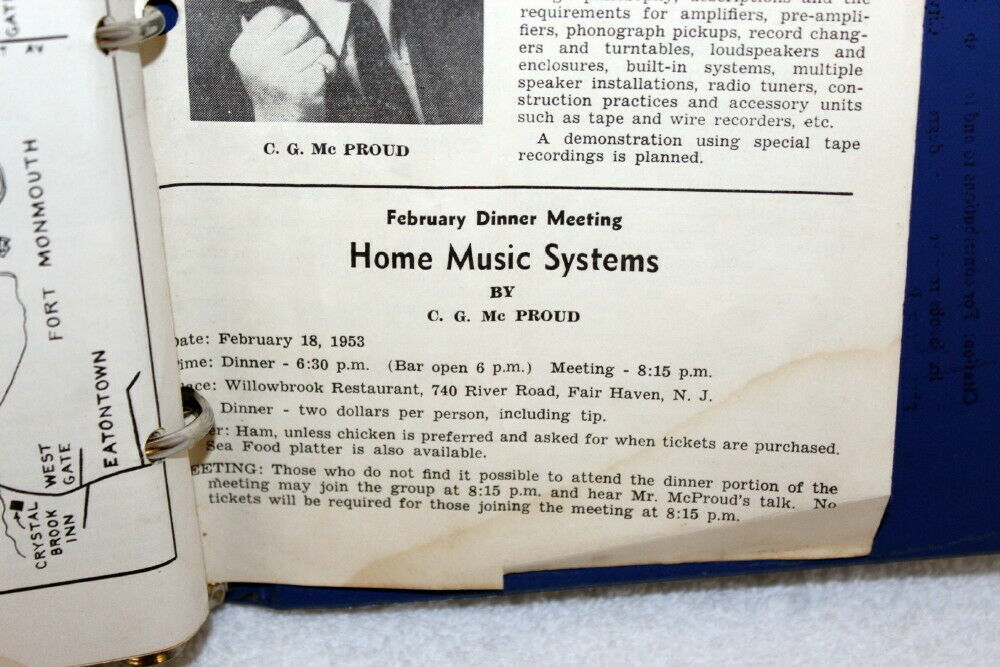 C. G. Mc PROUD
requirements for amplifiers, pre-ampli-
fiers, phonograph pickups, record chang-
ers and turntables, loudspeakers and
enclosures, built-in systems, multiple
speaker installations, radio tuners, con-
struction practices and accessory units
such as tape and wire recorders, etc.
A demonstration using special tape
recordings is planned.
February Dinner Meeting
Home Music Systems
BY
C. G. Mc PROUD
ate: February 18, 1953
ime: Dinner - 6:30 p.m. (Bar open 6 p.m.) Meeting - 8:15 p.m.
ace: Willowbrook Restaurant, 740 River Road, Fair Haven, N. J.
Dinner - two dollars per person, including tip.
er: Ham, unless chicken is preferred and asked for when tickets are purchased.
Sea Food platter is also available.
EETING: Those who do not find it possible to attend the dinner portion of the
meeting may join the group at 8:15 p.m. and hear Mr. McProud's talk. No
tickets will be required for those joining the meeting at 8:15 p.m.
FORT MONMOUTH
EATONTOWN
WEST
GATE
CRYSTAL
BROOK
INN